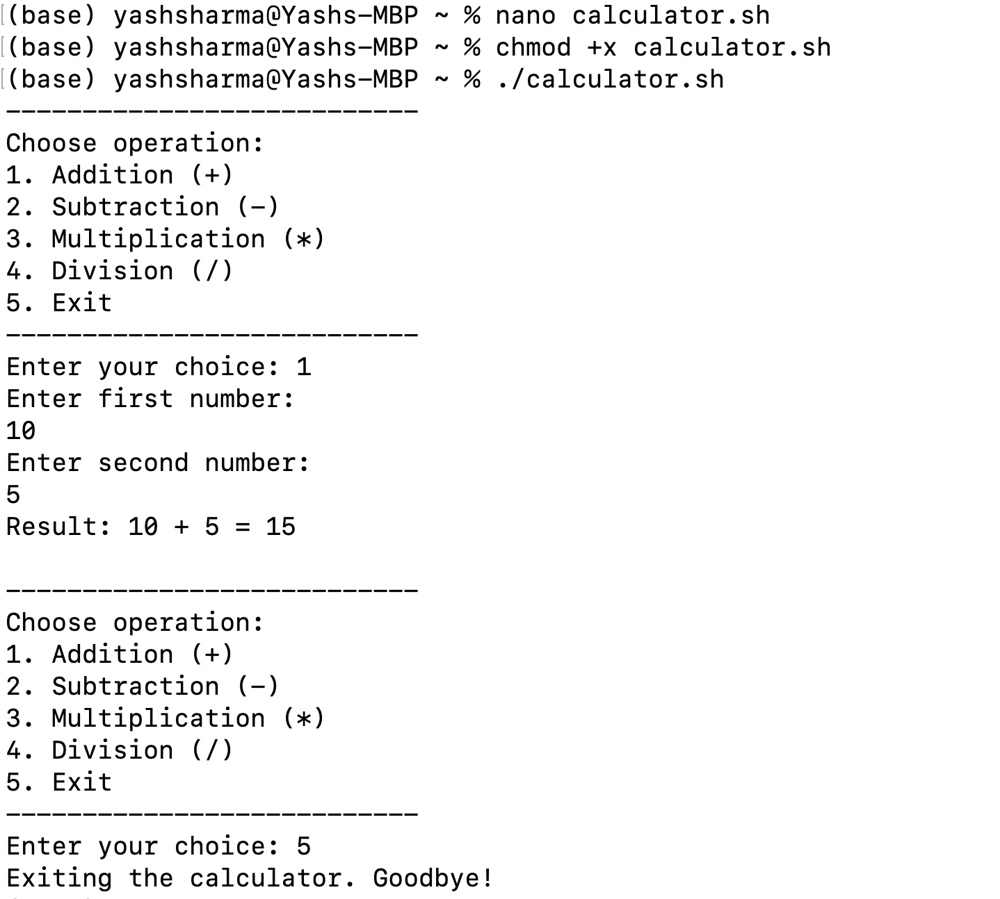 (base) yashsharma@Yashs-MBP ~ % nano calculator.sh
(base) yashsharma@Yashs-MBP ~ % chmod +x calculator.sh
(base) yashsharma@Yashs-MBP ~ % ./calculator.sh
---------------------------
Choose operation:
1. Addition (+)
2. Subtraction (-)
3. Multiplication (*)
4. Division (/)
5. Exit
---------------------------
Enter your choice: 1
Enter first number:
10
Enter second number:
5
Result: 10 + 5 = 15

---------------------------
Choose operation:
1. Addition (+)
2. Subtraction (-)
3. Multiplication (*)
4. Division (/)
5. Exit
---------------------------
Enter your choice: 5
Exiting the calculator. Goodbye!